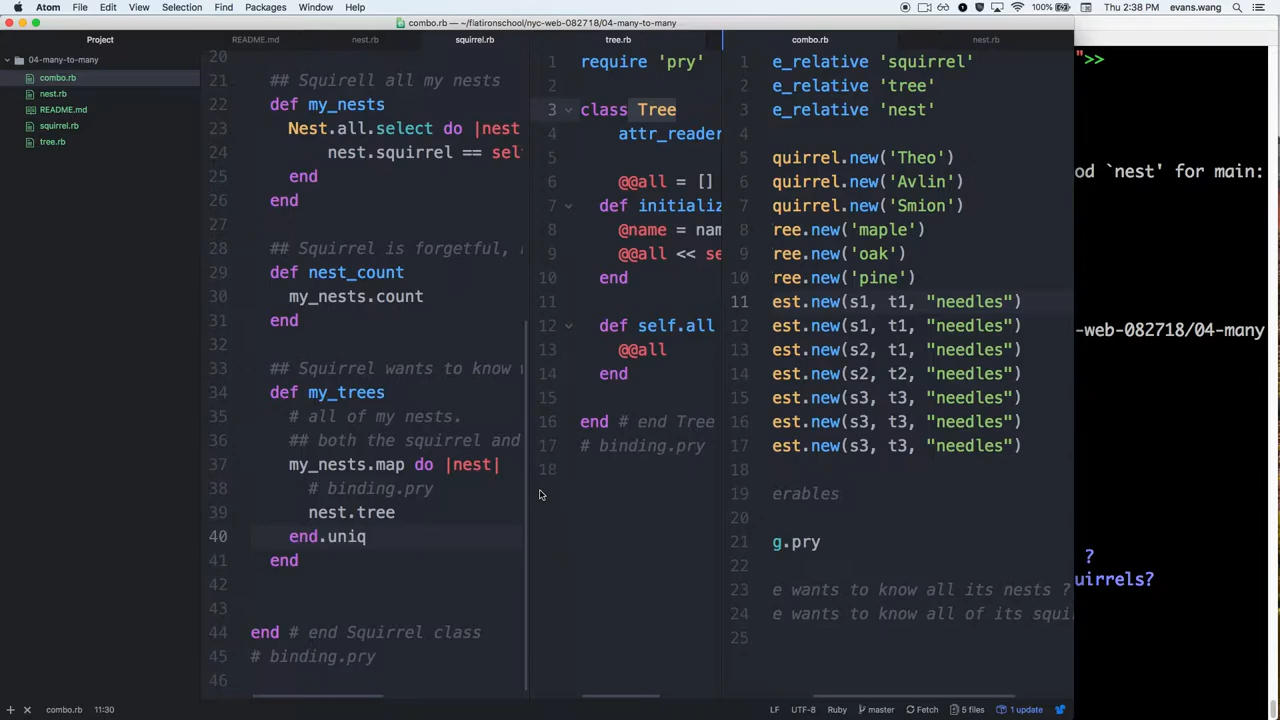 Atom File Edit View Selection Find Packages Window Help 100% Thu 2:38 PM evans.wang
combo.rb — ~/flatironschool/nyc-web-082718/04-many-to-many
Project
04-many-to-many
combo.rb
nest.rb
README.md
squirrel.rb
tree.rb
README.md nest.rb squirrel.rb
20
21 ## Squirell all my nests
22 def my_nests
23 Nest.all.select do |nest
24 nest.squirrel == sel
25 end
26 end
27
28 ## Squirrel is forgetful,
29 def nest_count
30 my_nests.count
31 end
32
33 ## Squirrel wants to know
34 def my_trees
35 # all of my nests.
36 ## both the squirrel and
37 my_nests.map do |nest|
38 # binding.pry
39 nest.tree
40 end.uniq
41 end
42
43
44 end # end Squirrel class
45 # binding.pry
46
tree.rb
1 require 'pry'
2
3 class Tree
4 attr_reader
5
6 @@all = []
7 def initializ
8 @name = nam
9 @@all << se
10 end
11
12 def self.all
13 @@all
14 end
15
16 end # end Tree
17 # binding.pry
18
combo.rb nest.rb
1 e_relative 'squirrel'
2 e_relative 'tree'
3 e_relative 'nest'
4
5 quirrel.new('Theo')
6 quirrel.new('Avlin')
7 quirrel.new('Smion')
8 ree.new('maple')
9 ree.new('oak')
10 ree.new('pine')
11 est.new(s1, t1, "needles")
12 est.new(s1, t1, "needles")
13 est.new(s2, t1, "needles")
14 est.new(s2, t2, "needles")
15 est.new(s3, t3, "needles")
16 est.new(s3, t3, "needles")
17 est.new(s3, t3, "needles")
18
19 erables
20
21 g.pry
22
23 e wants to know all its nests ?
24 e wants to know all of its squi
25
">>
od `nest' for main:
-web-082718/04-many
?
uirrels?
combo.rb 11:30 LF UTF-8 Ruby master Fetch 5 files 1 update